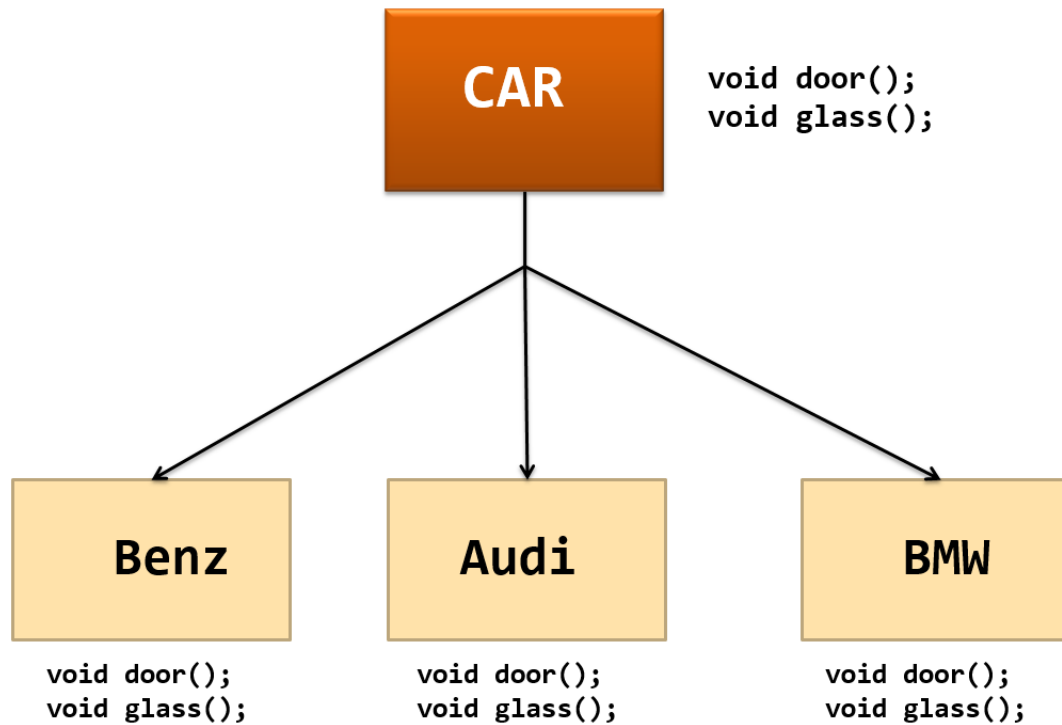 CAR
void door();
void glass();
Benz
Audi
BMW
void door();
void glass();
void door();
void glass();
void door();
void glass();